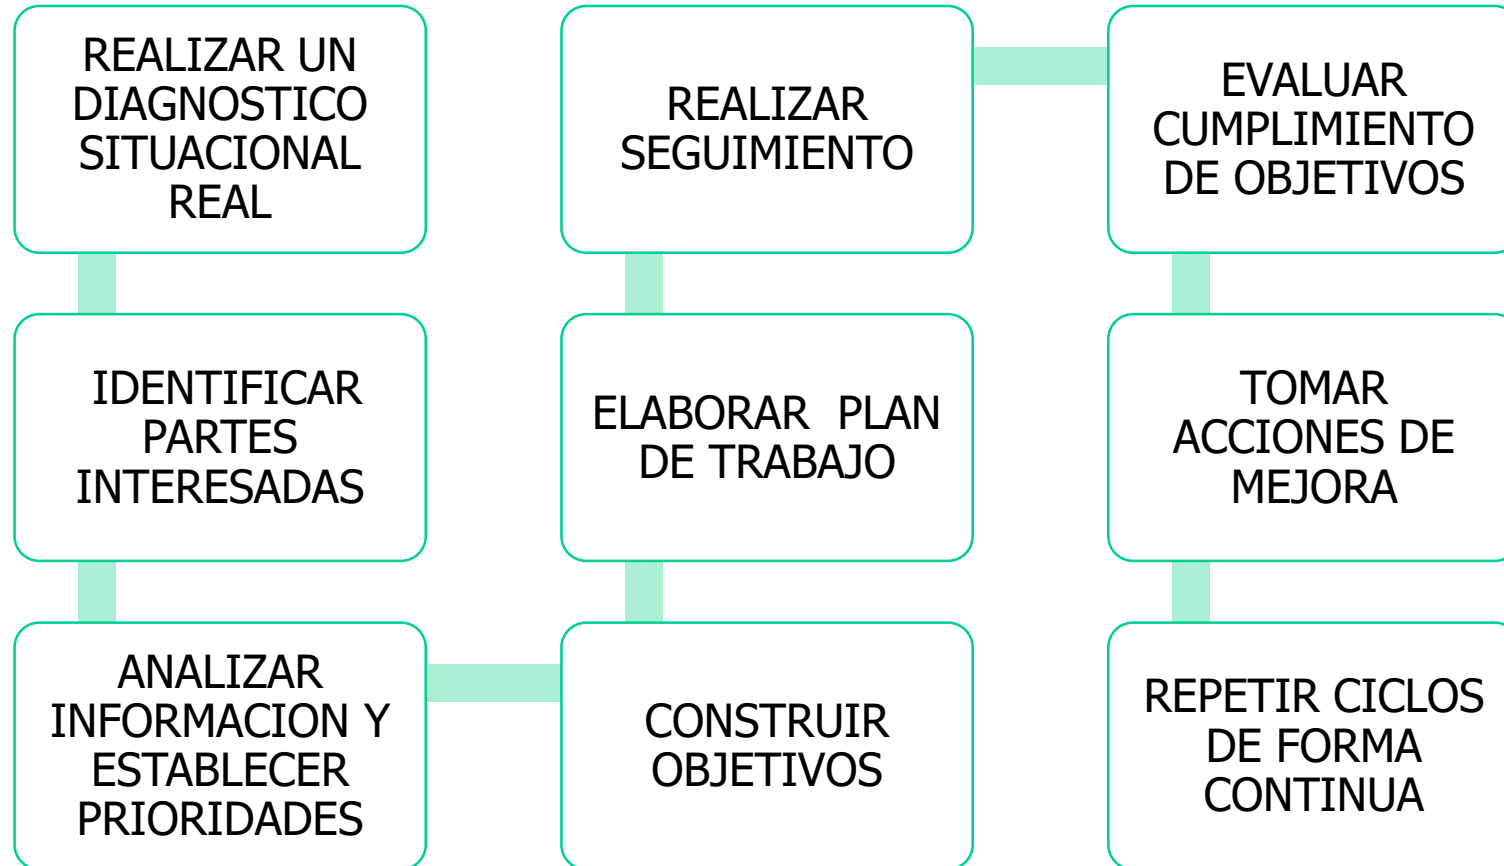 REALIZAR UN
DIAGNOSTICO
SITUACIONAL
REAL
IDENTIFICAR
PARTES
INTERESADAS
ANALIZAR
INFORMACION Y
ESTABLECER
PRIORIDADES
CONSTRUIR
OBJETIVOS
ELABORAR PLAN
DE TRABAJO
REALIZAR
SEGUIMIENTO
EVALUAR
CUMPLIMIENTO
DE OBJETIVOS
TOMAR
ACCIONES DE
MEJORA
REPETIR CICLOS
DE FORMA
CONTINUA